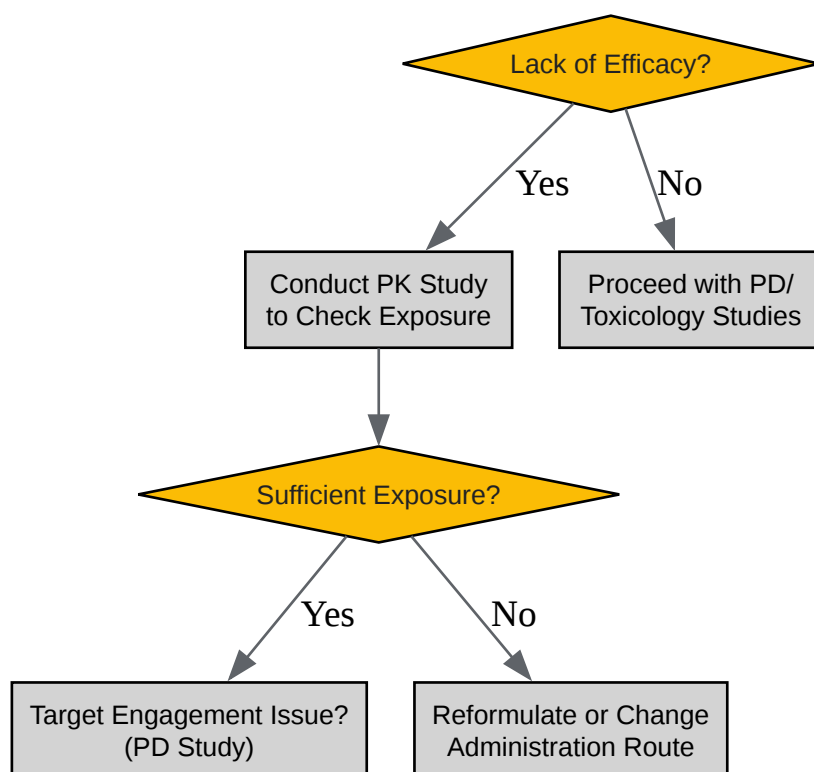 Lack of Efficacy?
Yes
No
Conduct PK Study
to Check Exposure
Proceed with PD/
Toxicology Studies
Sufficient Exposure?
Yes
No
Target Engagement Issue?
(PD Study)
Reformulate or Change
Administration Route